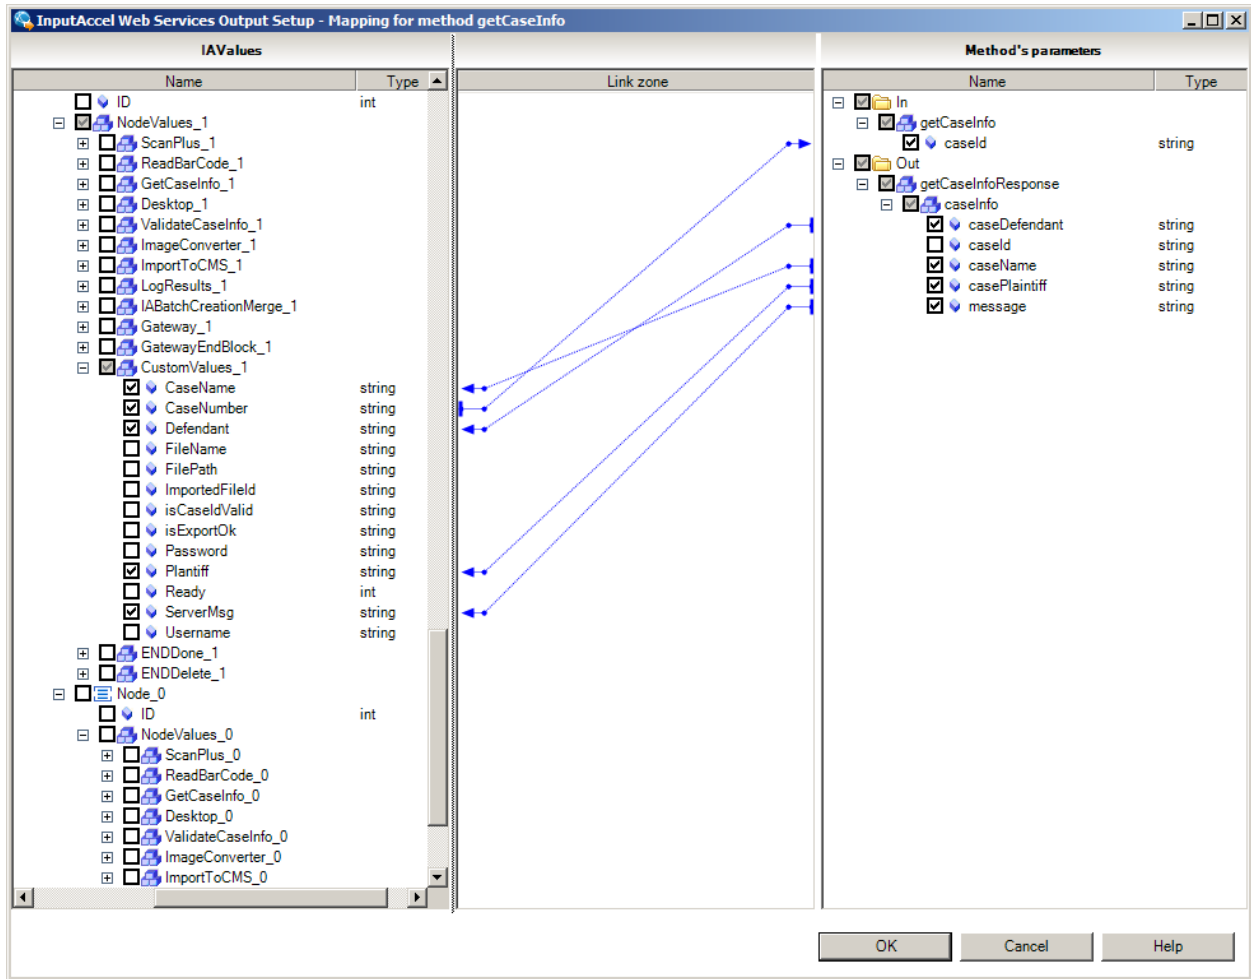 InputAccel Web Services Output Setup - Mapping for method getCaseInfo
IAValues
Name Type
ID int
NodeValues_1
ScanPlus_1
ReadBarCode_1
GetCaseInfo_1
Desktop_1
ValidateCaseInfo_1
ImageConverter_1
ImportToCMS_1
LogResults_1
IABatchCreationMerge_1
Gateway_1
GatewayEndBlock_1
CustomValues_1
CaseName string
CaseNumber string
Defendant string
FileName string
FilePath string
ImportedFileId string
isCaseIdValid string
isExportOk string
Password string
Plantiff string
Ready int
ServerMsg string
Username string
ENDDone_1
ENDDelete_1
Node_0
ID int
NodeValues_0
ScanPlus_0
ReadBarCode_0
GetCaseInfo_0
Desktop_0
ValidateCaseInfo_0
ImageConverter_0
ImportToCMS_0
Link zone
Method's parameters
Name Type
In
getCaseInfo
caseId string
Out
getCaseInfoResponse
caseInfo
caseDefendant string
caseId string
caseName string
casePlaintiff string
message string
OK Cancel Help